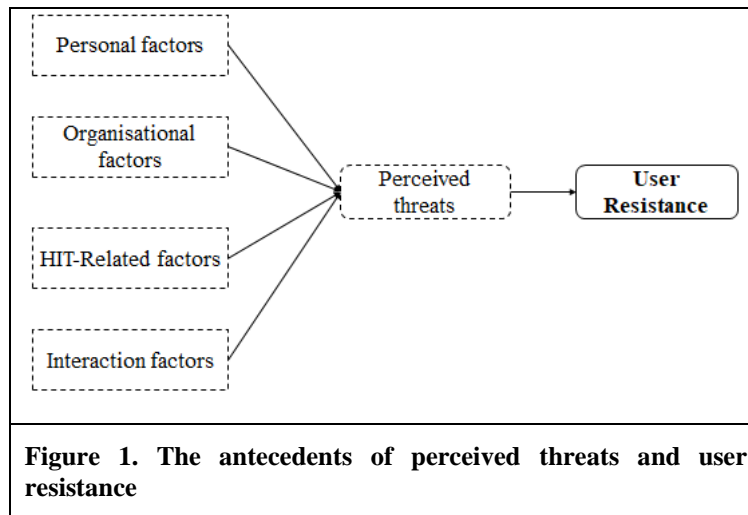 Personal factors
Organisational
factors
HIT-Related factors
Interaction factors
Perceived
threats
User
Resistance
Figure 1. The antecedents of perceived threats and user
resistance